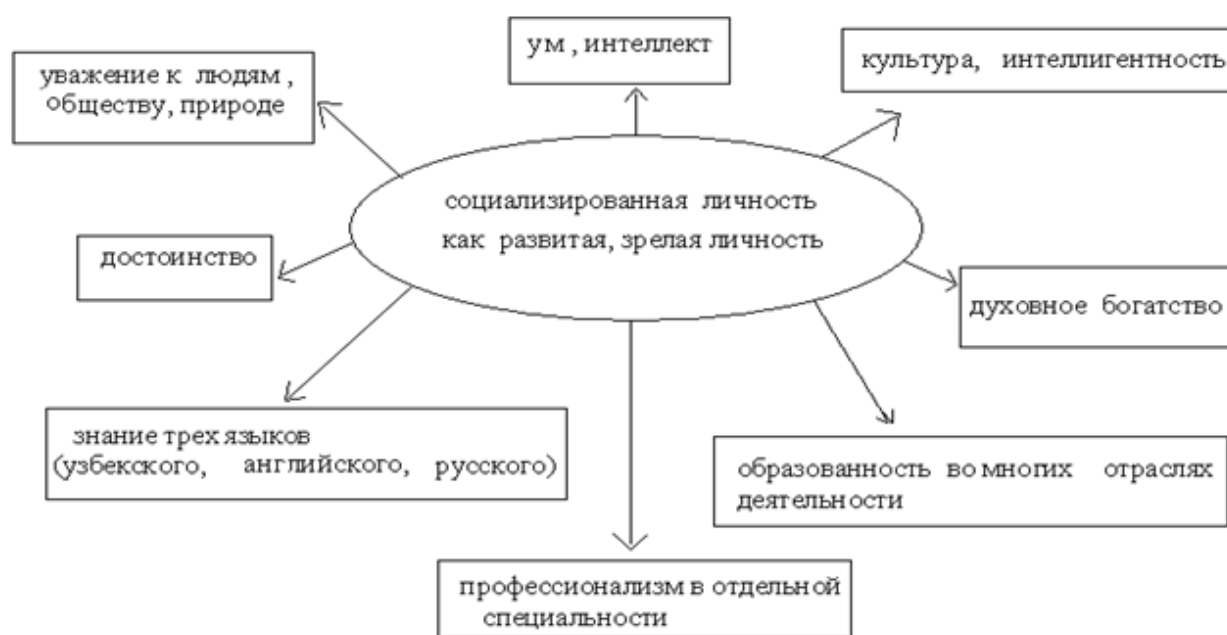 ум , интеллект
уважение к людям ,
обществу, природе
культура, интеллигентность
социализированная личность
как развитая, зрелая личность
достоинство
духовное богатство
знание трех языков
(узбекского, английского, русского)
образованность во многих отраслях
деятельности
профессионализм в отдельной
специальности